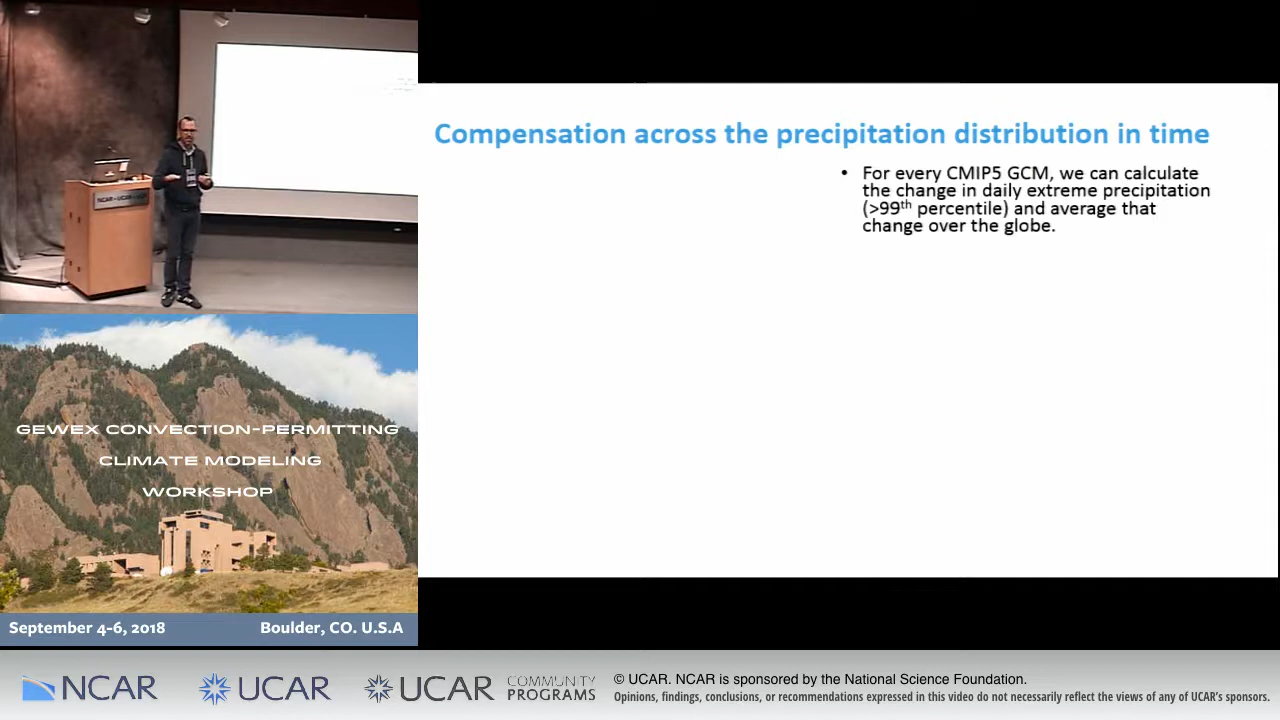 Compensation across the precipitation distribution in time
• For every CMIP5 GCM, we can calculate
the change in daily extreme precipitation
(>99th percentile) and average that
change over the globe.
NCAR • UCAR
GEWEX CONVECTION-PERMITTING
CLIMATE MODELING
WORKSHOP
September 4-6, 2018 Boulder, CO. U.S.A
NCAR UCAR UCAR COMMUNITY
PROGRAMS
© UCAR. NCAR is sponsored by the National Science Foundation.
Opinions, findings, conclusions, or recommendations expressed in this video do not necessarily reflect the views of any of UCAR's sponsors.